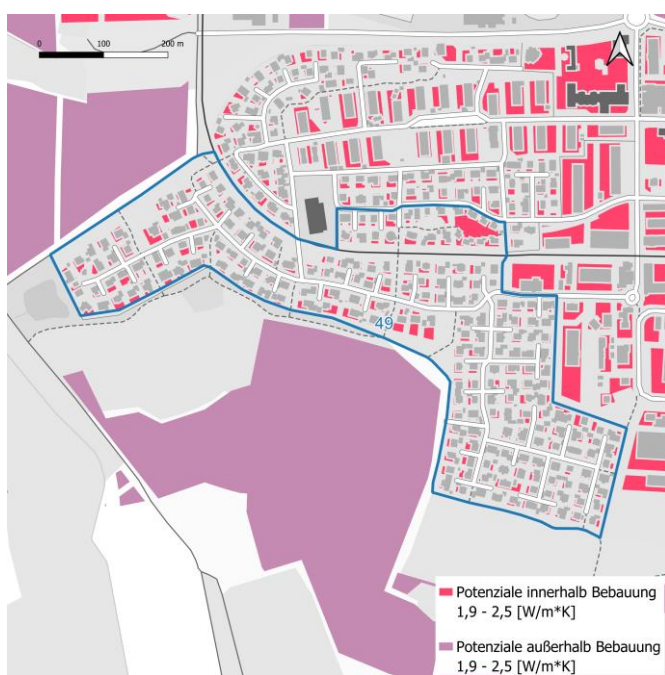 0 100 200 m
49
Potenziale innerhalb Bebauung
1,9 - 2,5 [W/m*K]
Potenziale außerhalb Bebauung
1,9 - 2,5 [W/m*K]